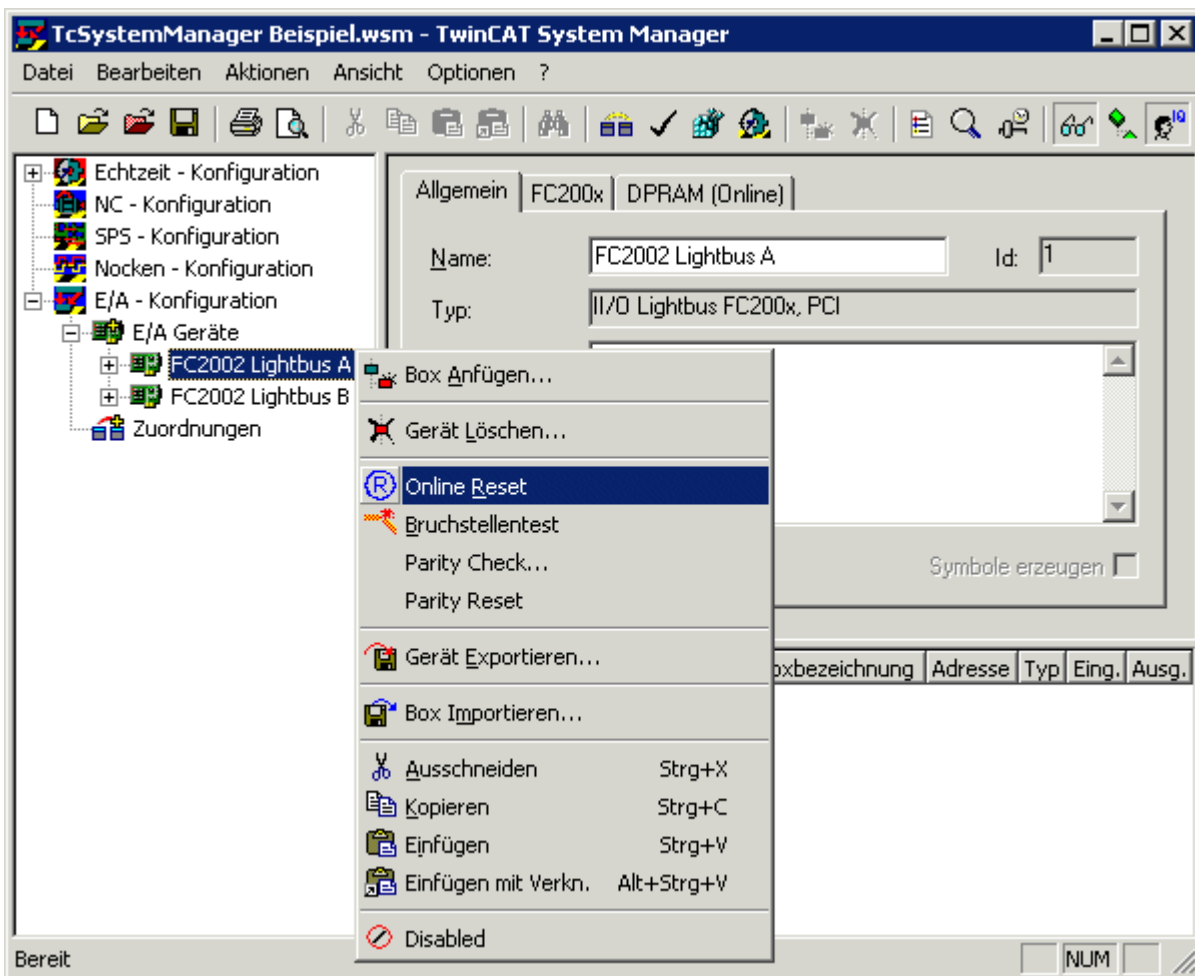 TcSystemManager Beispiel.wsm - TwinCAT System Manager
Datei Bearbeiten Aktionen Ansicht Optionen ?
Echtzeit - Konfiguration
NC - Konfiguration
SPS - Konfiguration
Nocken - Konfiguration
E/A - Konfiguration
E/A Geräte
FC2002 Lightbus A
FC2002 Lightbus B
Zuordnungen
Allgemein FC200x DPRAM (Online)
Name: FC2002 Lightbus A Id: 1
Typ: II/O Lightbus FC200x, PCI
Symbole erzeugen
Box Anfügen...
Gerät Löschen...
Online Reset
Bruchstellentest
Parity Check...
Parity Reset
Gerät Exportieren...
Box Importieren...
Ausschneiden Strg+X
Kopieren Strg+C
Einfügen Strg+V
Einfügen mit Verkn. Alt+Strg+V
Disabled
oxbezeichnung Adresse Typ Eing. Ausg.
Bereit NUM